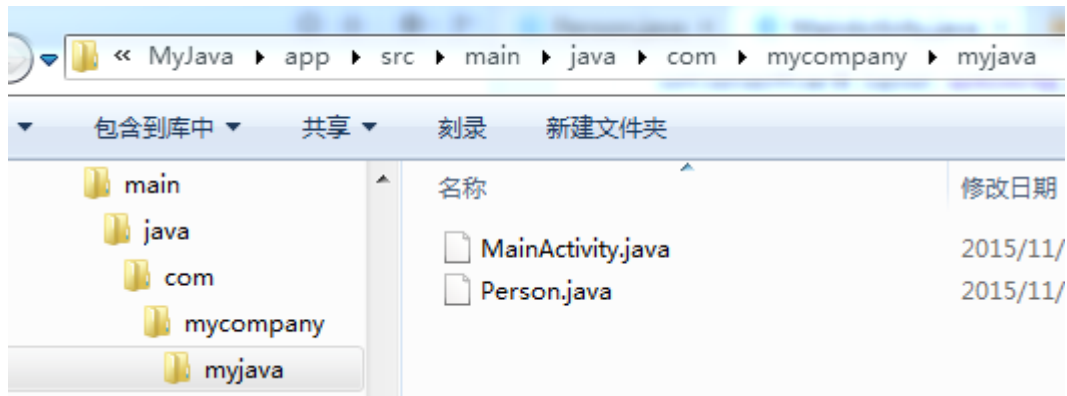 « MyJava ▸ app ▸ src ▸ main ▸ java ▸ com ▸ mycompany ▸ myjava
包含到库中 ▼ 共享 ▼ 刻录 新建文件夹
main
java
com
mycompany
myjava
名称 修改日期
MainActivity.java 2015/11/
Person.java 2015/11/